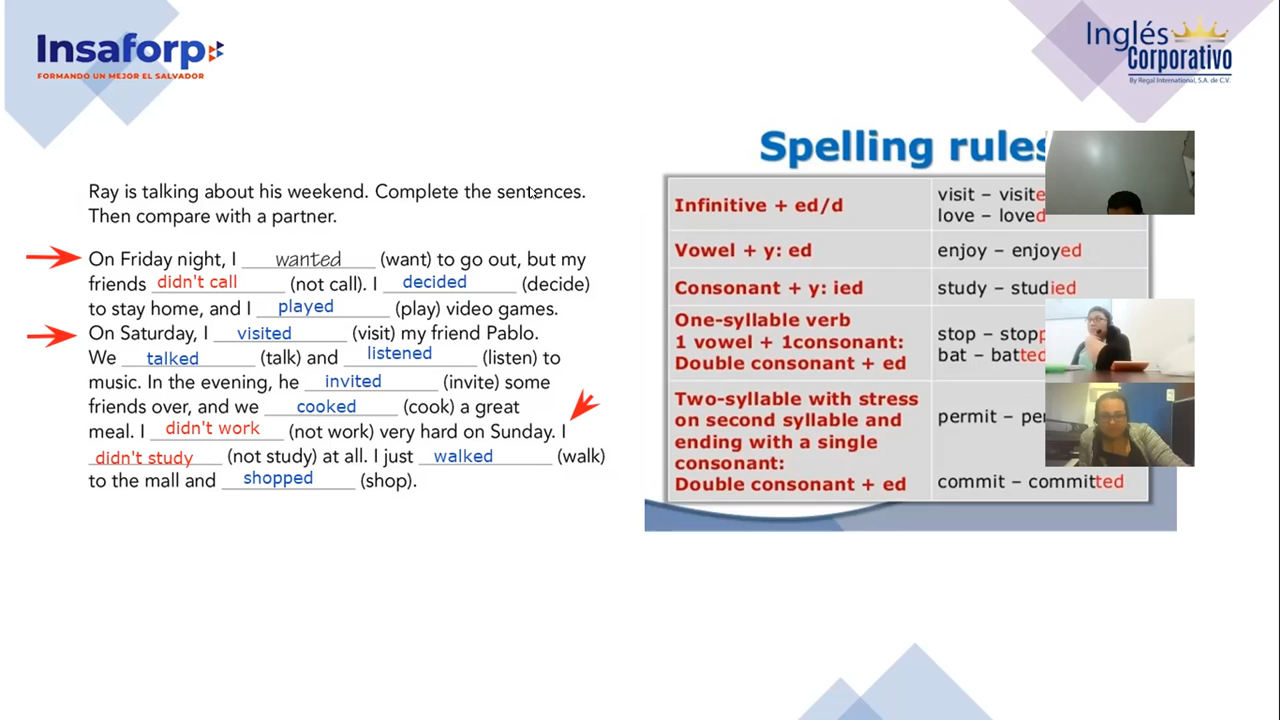 Insaforp
FORMANDO UN MEJOR EL SALVADOR
Inglés
Corporativo
By Regal International, S.A. de C.V.
Ray is talking about his weekend. Complete the sentences.
Then compare with a partner.
On Friday night, I wanted (want) to go out, but my
friends didn't call (not call). I decided (decide)
to stay home, and I played (play) video games.
On Saturday, I visited (visit) my friend Pablo.
We talked (talk) and listened (listen) to
music. In the evening, he invited (invite) some
friends over, and we cooked (cook) a great
meal. I didn't work (not work) very hard on Sunday. I
didn't study (not study) at all. I just walked (walk)
to the mall and shopped (shop).
Spelling rules
Infinitive + ed/d
visit –
love – loved
Vowel + y: ed
enjoy – enjoyed
Consonant + y: ied
study – studied
One-syllable verb
1 vowel + 1consonant:
Double consonant + ed
stop –
bat – batted
Two-syllable with stress
on second syllable and
ending with a single
consonant:
Double consonant + ed
permit –
commit – committed